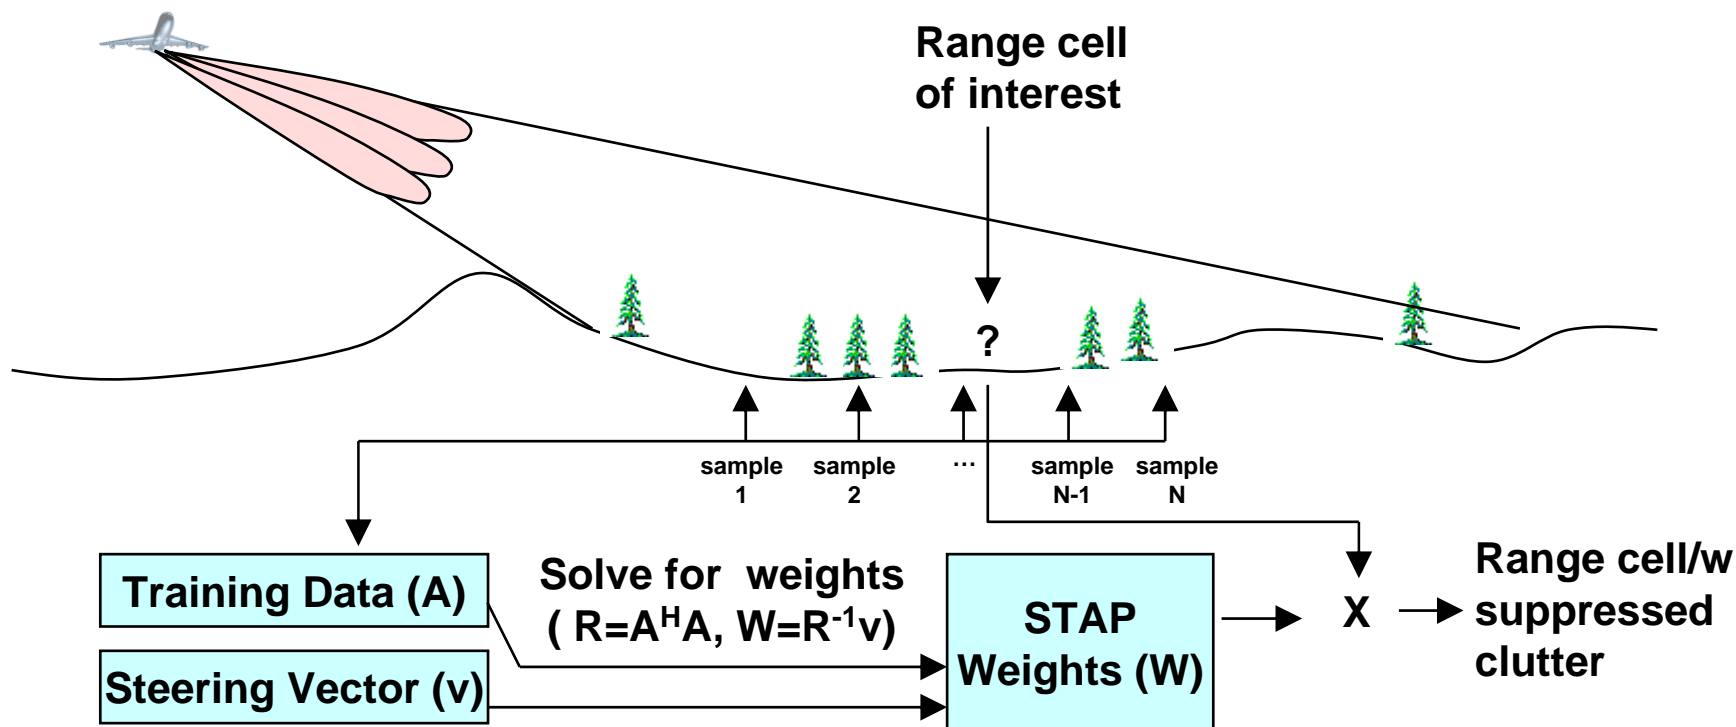 Range cell
of interest
?
sample
1
sample
2
...
sample
N-1
sample
N
Training Data (A)
Steering Vector (v)
Solve for weights
( R=AᴴA, W=R⁻¹v)
STAP
Weights (W)
X
Range cell/w
suppressed
clutter